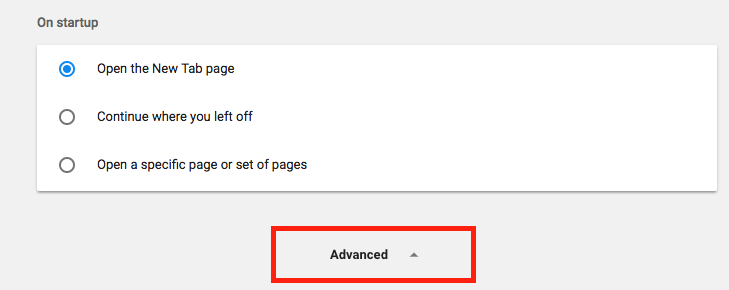 On startup
Open the New Tab page
Continue where you left off
Open a specific page or set of pages
Advanced